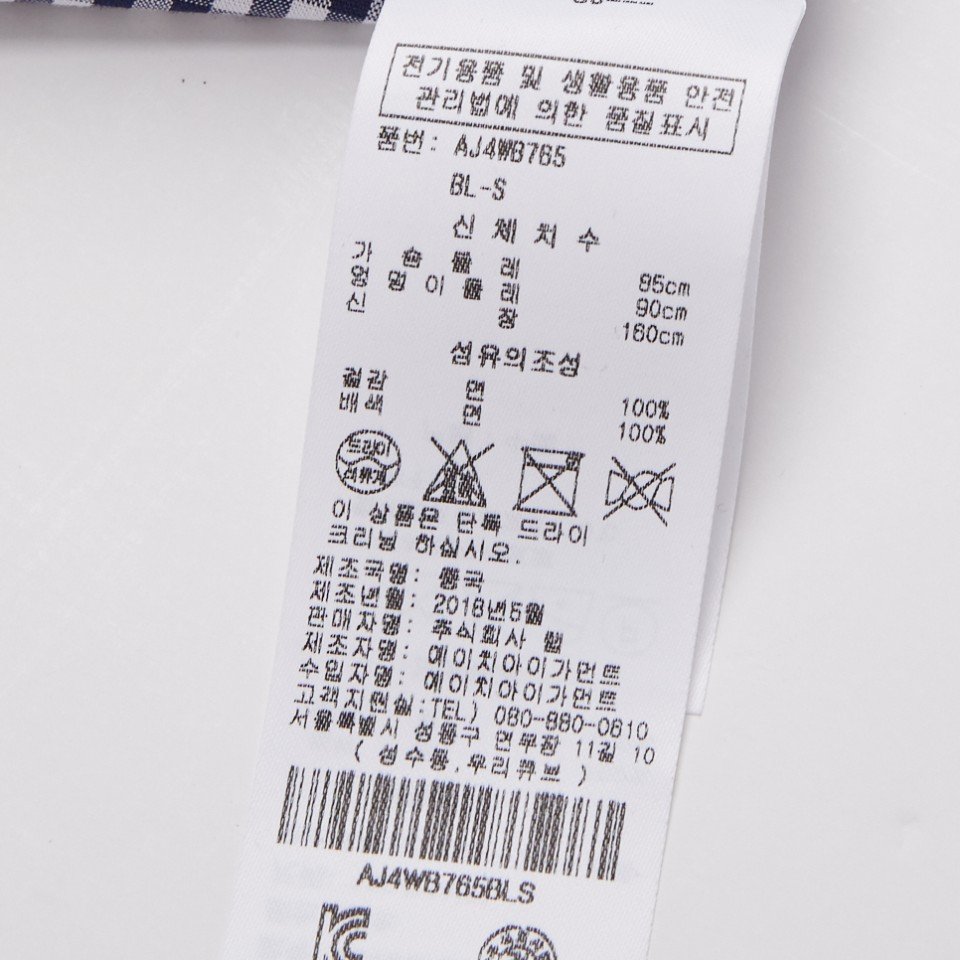 전기용품 및 생활용품 안전
관리법에 의한 품질표시
품번: AJ4WB765
BL-S
신체치수
가슴둘레 85cm
엉덩이둘레 90cm
신장 160cm
섬유의조성
겉감 면 100%
배색 면 100%
드라이
석유계
이 상품은 단독 드라이
크리닝 하십시오.
제조국명: 중국
제조년월: 2018년5월
판매자명: 주식회사
제조자명: 에이치아이가먼트
수입자명: 에이치아이가먼트
고객지원실:TEL) 080-880-0810
서울특별시 성동구 연무장 11길 10
( 성수동,우리큐브 )
AJ4WB765BLS